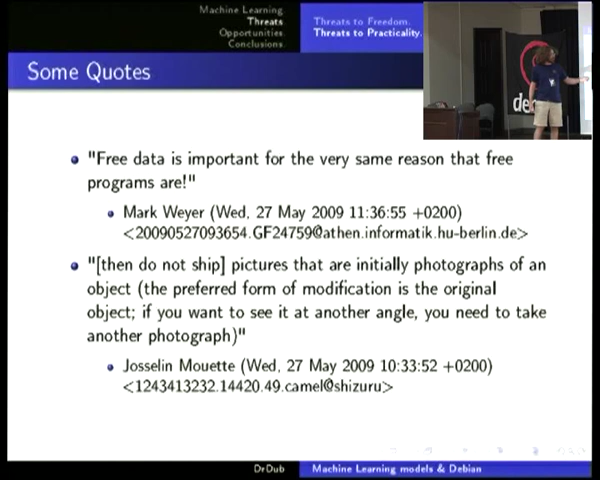 Machine Learning
Threats
Opportunities
Conclusions
Threats to Freedom.
Threats to Practicality.
Some Quotes
de
"Free data is important for the very same reason that free
programs are!"
Mark Weyer (Wed, 27 May 2009 11:36:55 +0200)
<20090527093654.GF24759@athen.informatik.hu-berlin.de>
"[then do not ship] pictures that are initially photographs of an
object (the preferred form of modification is the original
object; if you want to see it at another angle, you need to take
another photograph)"
Josselin Mouette (Wed, 27 May 2009 10:33:52 +0200)
<1243413232.14420.49.camel@shizuru>
DrDub
Machine Learning models & Debian